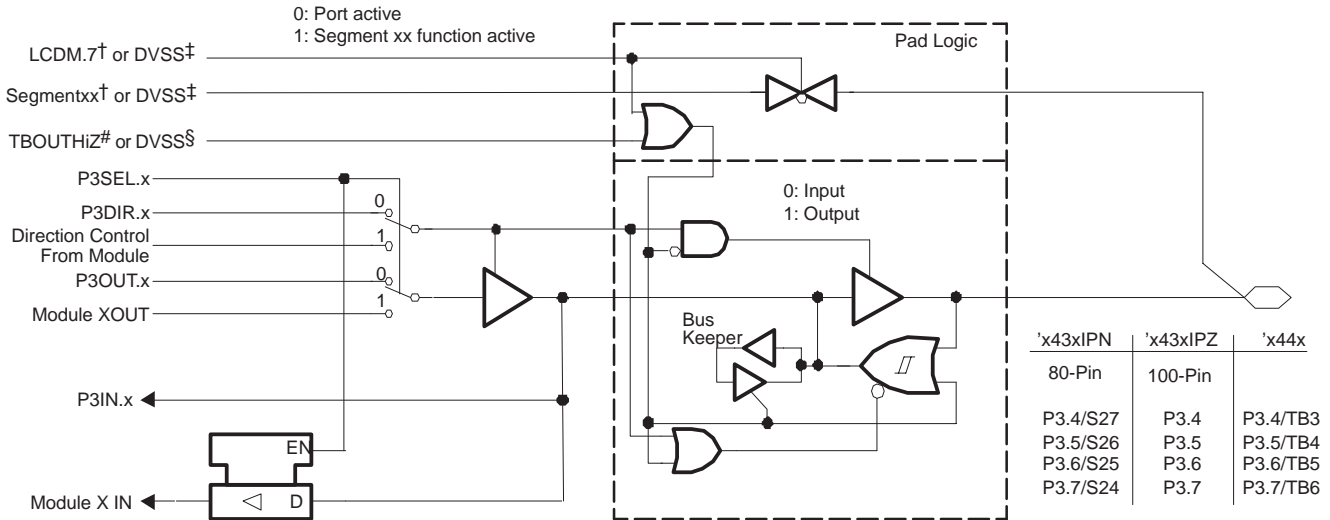 0: Port active
1: Segment xx function active
Pad Logic
LCDM.7† or DVSS‡
Segmentxx† or DVSS‡
TBOUTHiZ# or DVSS§
P3SEL.x
0: Input
1: Output
P3DIR.x
0
Direction Control
From Module
1
P3OUT.x
0
Module XOUT
1
Bus
Keeper
'x43xIPN 'x43xIPZ 'x44x
80-Pin 100-Pin
P3.4/S27 P3.4 P3.4/TB3
P3.5/S26 P3.5 P3.5/TB4
P3.6/S25 P3.6 P3.6/TB5
P3.7/S24 P3.7 P3.7/TB6
P3IN.x
EN
Module X IN
D